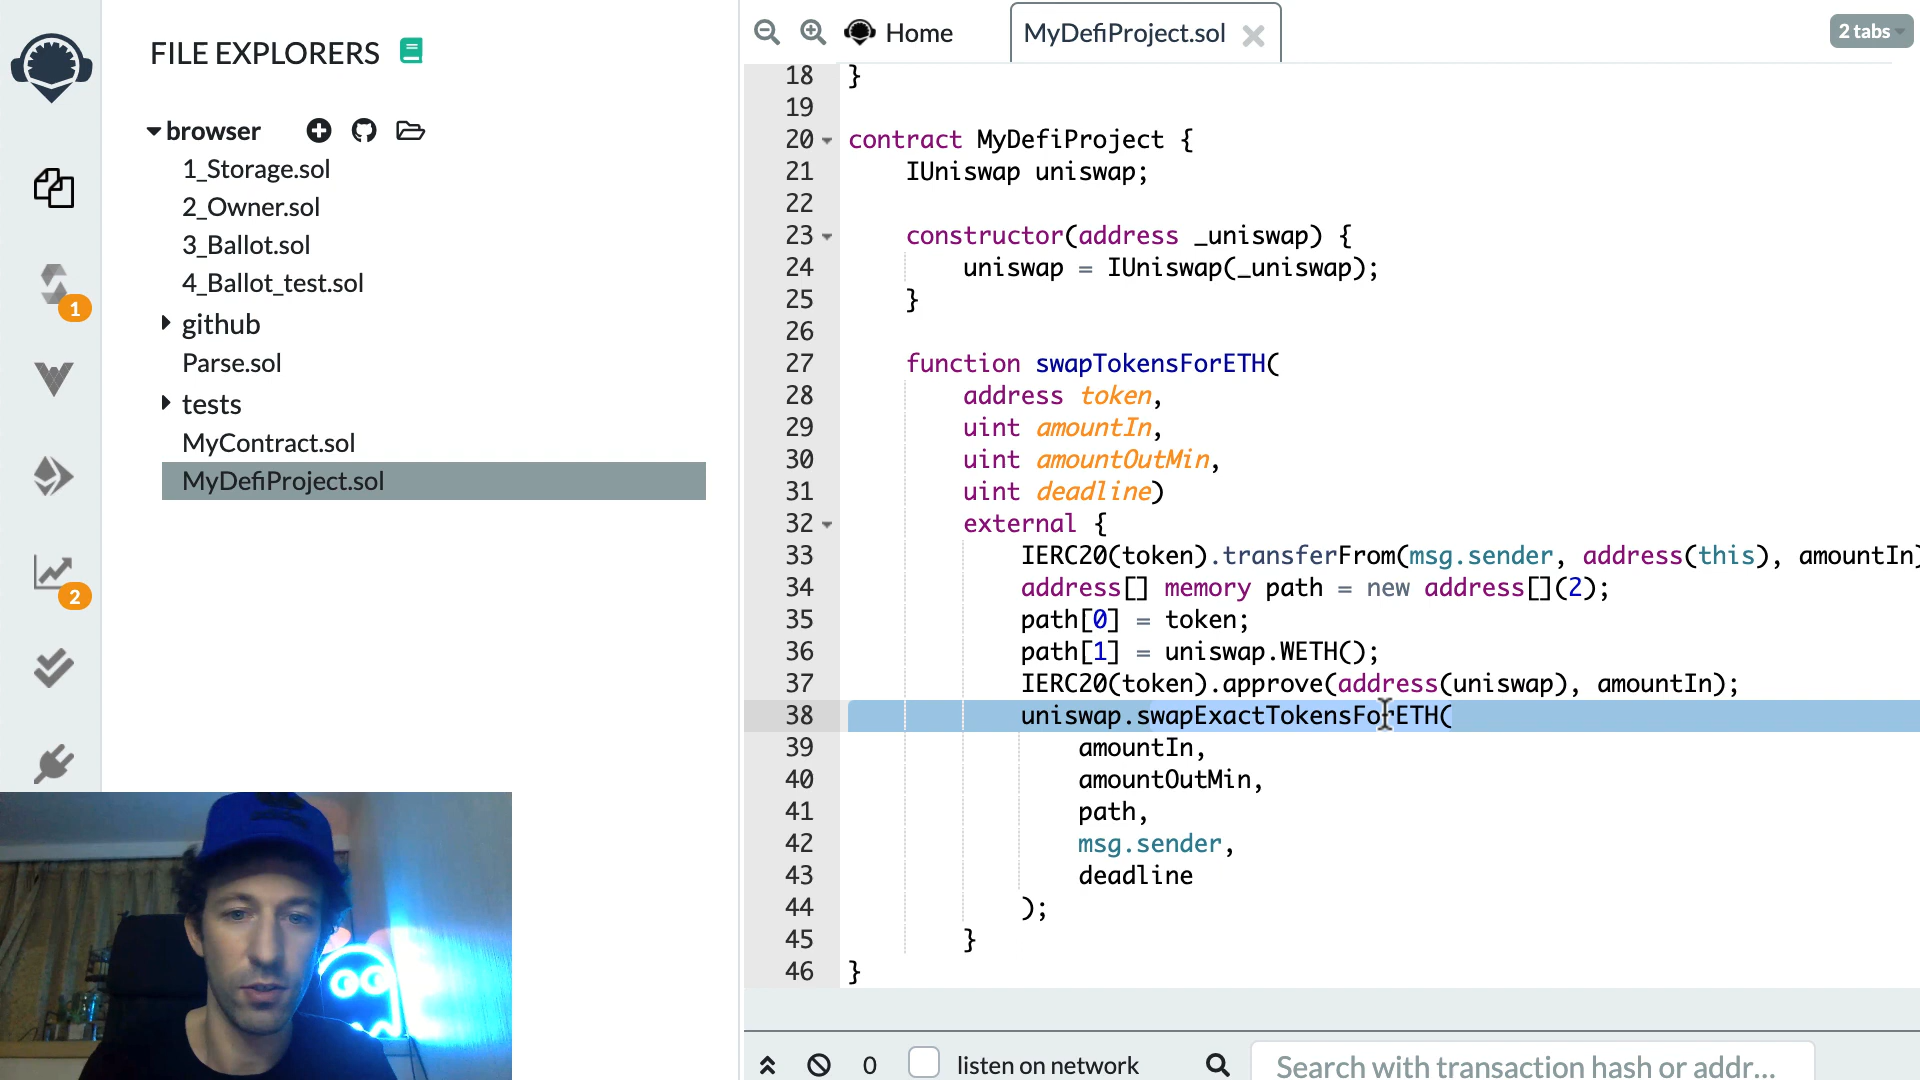 FILE EXPLORERS
browser
1_Storage.sol
2_Owner.sol
3_Ballot.sol
4_Ballot_test.sol
github
Parse.sol
tests
MyContract.sol
MyDefiProject.sol
1
2
Home
MyDefiProject.sol
2 tabs
18 }
19
20 contract MyDefiProject {
21 IUniswap uniswap;
22
23 constructor(address _uniswap) {
24 uniswap = IUniswap(_uniswap);
25 }
26
27 function swapTokensForETH(
28 address token,
29 uint amountIn,
30 uint amountOutMin,
31 uint deadline)
32 external {
33 IERC20(token).transferFrom(msg.sender, address(this), amountIn)
34 address[] memory path = new address[](2);
35 path[0] = token;
36 path[1] = uniswap.WETH();
37 IERC20(token).approve(address(uniswap), amountIn);
38 uniswap.swapExactTokensForETH(
39 amountIn,
40 amountOutMin,
41 path,
42 msg.sender,
43 deadline
44 );
45 }
46 }
0 listen on network Search with transaction hash or addr...